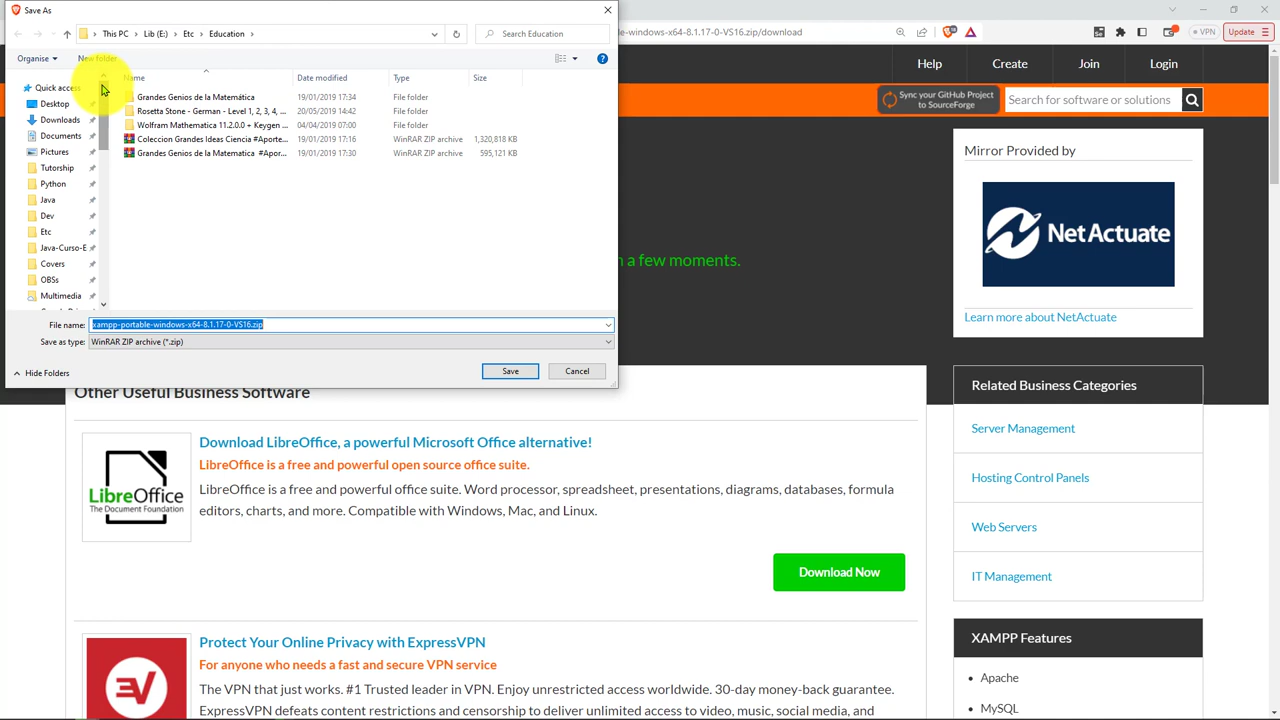 Save As
This PC
Lib (E:)
Etc
Education
Search Education
Organise
New folder
Name
Date modified
Type
Size
Quick access
Desktop
Downloads
Documents
Pictures
Tutorship
Python
Java
Dev
Etc
Java-Curso-E
Covers
OBSs
Multimedia
Grandes Genios de la Matemática 19/01/2019 17:34 File folder
Rosetta Stone - German - Level 1, 2, 3, 4, ... 20/05/2019 14:42 File folder
Wolfram Mathematica 11.2.0.0 + Keygen ... 04/04/2019 07:00 File folder
Coleccion Grandes Ideas Ciencia #Aporte... 19/01/2019 17:16 WinRAR ZIP archive 1,320,818 KB
Grandes Genios de la Matematica #Apor... 19/01/2019 17:30 WinRAR ZIP archive 595,121 KB
File name: xampp-portable-windows-x64-8.1.17-0-VS16.zip
Save as type: WinRAR ZIP archive (*.zip)
Hide Folders
Save
Cancel
le-windows-x64-8.1.17-0-VS16.zip/download
VPN
Update
Help
Create
Join
Login
Sync your GitHub Project
to SourceForge
Search for software or solutions
n a few moments.
Mirror Provided by
NetActuate
Learn more about NetActuate
Other Useful Business Software
LibreOffice
The Document Foundation
Download LibreOffice, a powerful Microsoft Office alternative!
LibreOffice is a free and powerful open source office suite.
LibreOffice is a free and powerful office suite. Word processor, spreadsheet, presentations, diagrams, databases, formula
editors, charts, and more. Compatible with Windows, Mac, and Linux.
Download Now
Protect Your Online Privacy with ExpressVPN
For anyone who needs a fast and secure VPN service
The VPN that just works. #1 Trusted leader in VPN. Enjoy unrestricted access worldwide. 30-day money-back guarantee.
ExpressVPN defeats content restrictions and censorship to deliver unlimited access to video, music, social media, and
Related Business Categories
Server Management
Hosting Control Panels
Web Servers
IT Management
XAMPP Features
Apache
MySQL